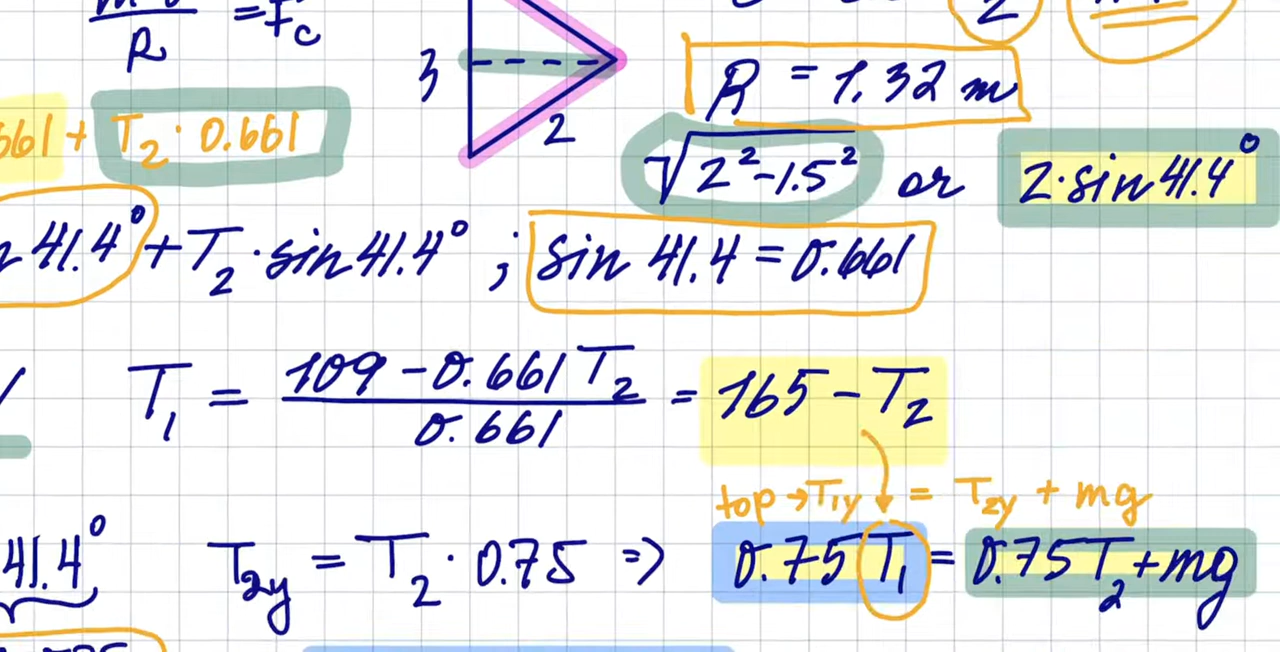 R = Fc
3
2
R = 1.32 m
661 + T₂ · 0.661
√2²-1.5² or 2·sin 41.4°
41.4° + T₂ · sin 41.4° ; sin 41.4 = 0.661
T₁ = 109 - 0.661 T₂ / 0.661 = 165 - T₂
top → T1y = T2y + mg
41.4° T2y = T₂ · 0.75 => 0.75 T₁ = 0.75 T₂ + mg